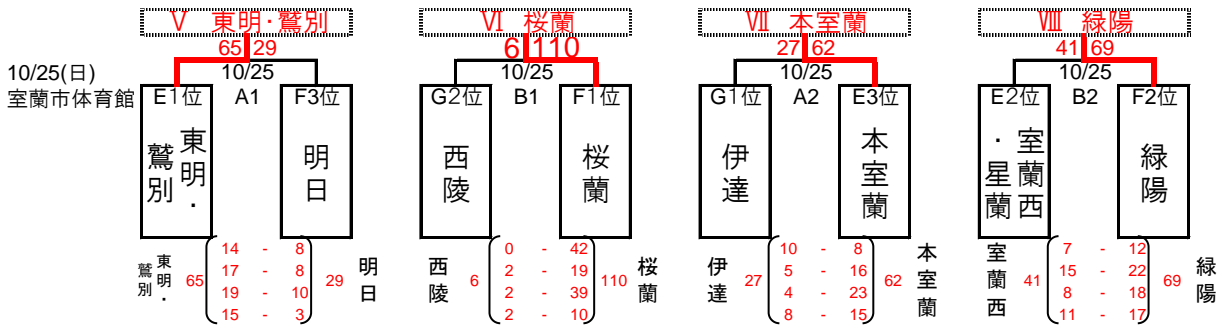 Ⅴ 東明・鷲別
Ⅵ 桜蘭
Ⅶ 本室蘭
Ⅷ 緑陽
65 29
6 110
27 62
41 69
10/25(日)
室蘭市体育館
10/25
10/25
10/25
10/25
E1位 A1 F3位
G2位 B1 F1位
G1位 A2 E3位
E2位 B2 F2位
東明・鷲別
明日
西陵
桜蘭
伊達
本室蘭
室蘭西・星蘭
緑陽
東明・鷲別 65
14 - 8
17 - 8
19 - 10
15 - 3
29 明日
西陵 6
0 - 42
2 - 19
2 - 39
2 - 10
110 桜蘭
伊達 27
10 - 8
5 - 16
4 - 23
8 - 15
62 本室蘭
室蘭西 41
7 - 12
15 - 22
8 - 18
11 - 17
69 緑陽